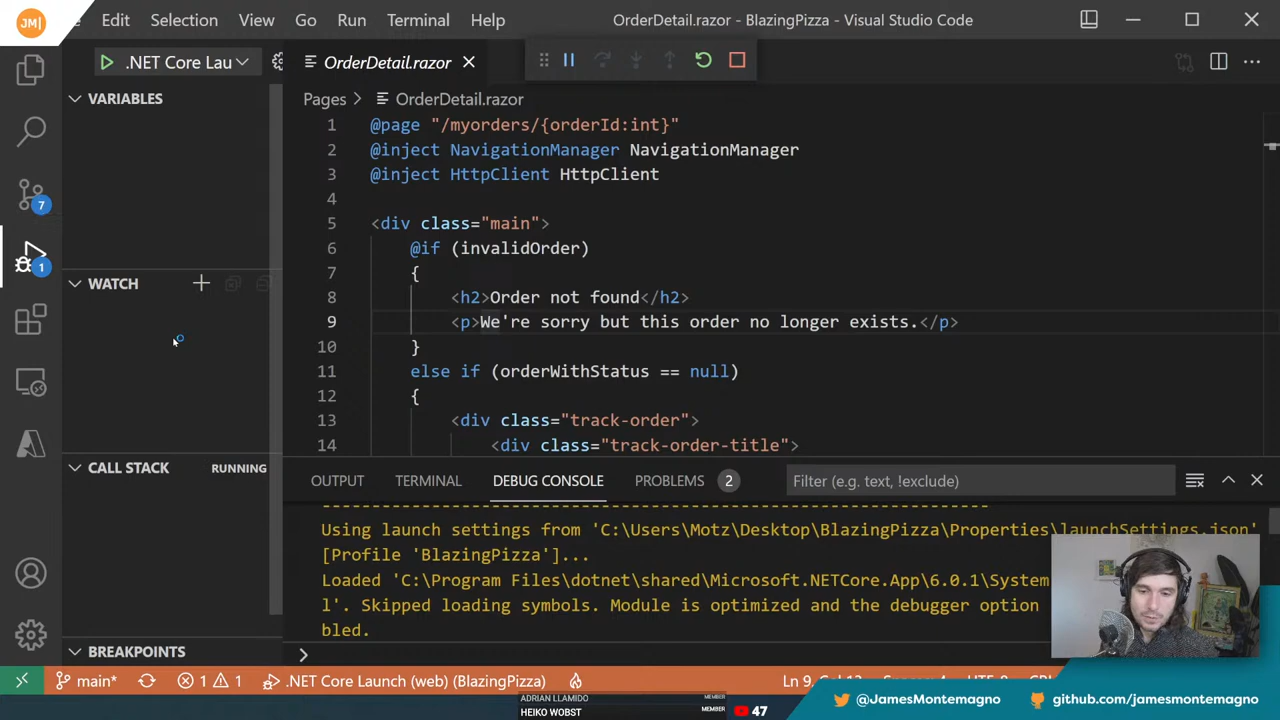 JM|
Edit Selection View Go Run Terminal Help OrderDetail.razor - BlazingPizza - Visual Studio Code
.NET Core Lau OrderDetail.razor
VARIABLES
Pages > OrderDetail.razor
1 @page "/myorders/{orderId:int}"
2 @inject NavigationManager NavigationManager
3 @inject HttpClient HttpClient
4
5 <div class="main">
6 @if (invalidOrder)
7 {
8 <h2>Order not found</h2>
9 <p>We're sorry but this order no longer exists.</p>
10 }
11 else if (orderWithStatus == null)
12 {
13 <div class="track-order">
14 <div class="track-order-title">
7
1
WATCH
CALL STACK RUNNING
BREAKPOINTS
OUTPUT TERMINAL DEBUG CONSOLE PROBLEMS 2 Filter (e.g. text, !exclude)
Using launch settings from 'C:\Users\Motz\Desktop\BlazingPizza\Properties\launchSettings.json'
[Profile 'BlazingPizza']...
Loaded 'C:\Program Files\dotnet\shared\Microsoft.NETCore.App\6.0.1\System
l'. Skipped loading symbols. Module is optimized and the debugger option
bled.
main* 1 1 .NET Core Launch (web) (BlazingPizza)
ADRIAN LLAMIDO MEMBER
HEIKO WOBST MEMBER
47
@JamesMontemagno github.com/jamesmontemagno